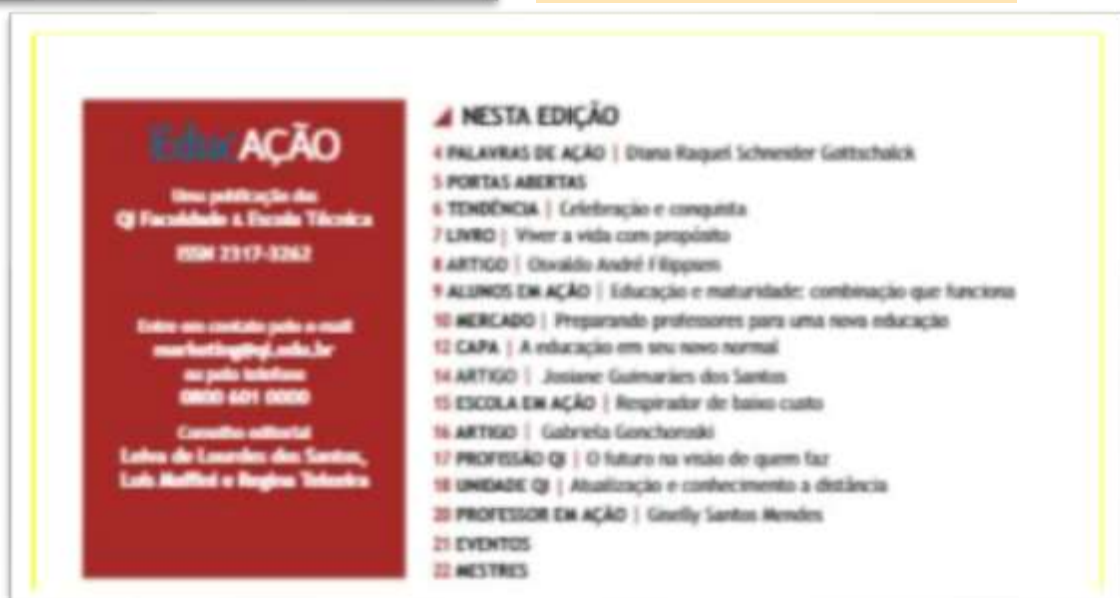 EducAÇÃO
Uma publicação das
QI Faculdade & Escola Técnica
ISSN 2317-3262
Entre em contato pelo e-mail
marketing@qi.edu.br
ou pelo telefone
0800 601 0000
Conselho editorial
Leiva de Lourdes dos Santos,
Luis e Regina Teixeira
NESTA EDIÇÃO
4 PALAVRAS DE AÇÃO | Diana Raquel Schneider Gottschalck
5 PORTAS ABERTAS
6 TENDÊNCIA | Celebração e conquista
7 LIVRO | Viver a vida com propósito
8 ARTIGO | Osvaldo André Filippsen
9 ALUNOS EM AÇÃO | Educação e maturidade: combinação que funciona
10 MERCADO | Preparando professores para uma nova educação
12 CAPA | A educação em seu novo normal
14 ARTIGO | Josiane Guimarães dos Santos
15 ESCOLA EM AÇÃO | Respirador de baixo custo
16 ARTIGO | Gabriela Gonchoroski
17 PROFISSÃO QI | O futuro na visão de quem faz
18 UNIDADE QI | Atualização e conhecimento a distância
20 PROFESSOR EM AÇÃO | Giselly Santos Mendes
21 EVENTOS
22 MESTRES